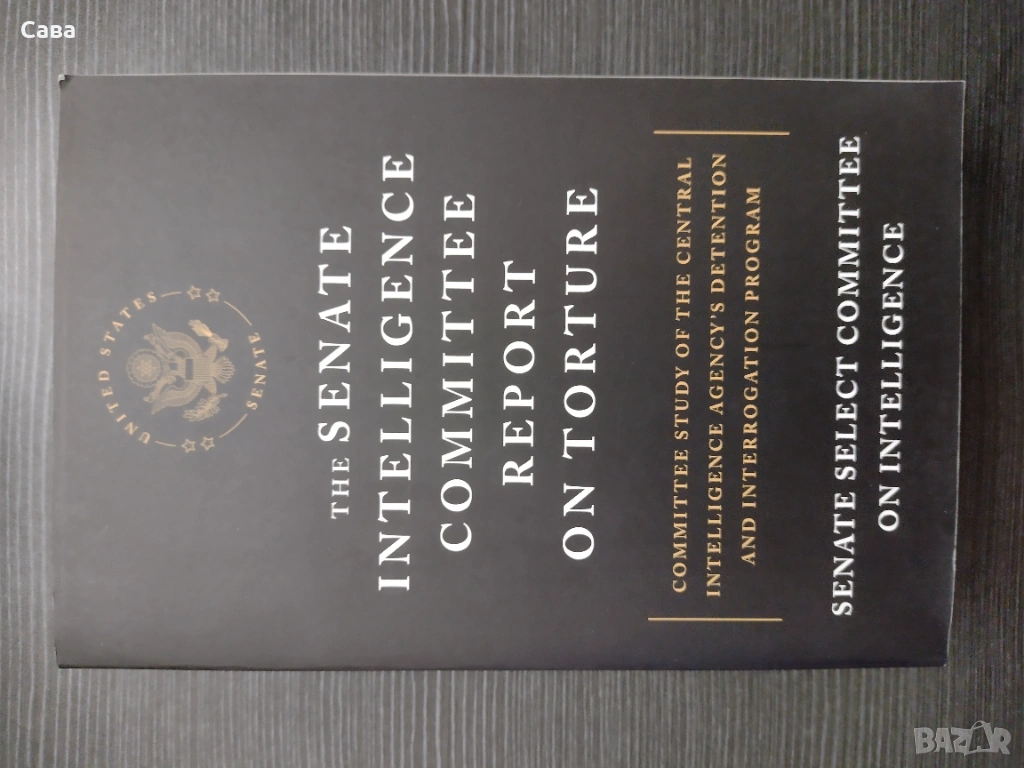 Сава
UNITED STATES
SENATE
THE SENATE
INTELLIGENCE
COMMITTEE
REPORT
ON TORTURE
COMMITTEE STUDY OF THE CENTRAL
INTELLIGENCE AGENCY'S DETENTION
AND INTERROGATION PROGRAM
SENATE SELECT COMMITTEE
ON INTELLIGENCE
BAZAR